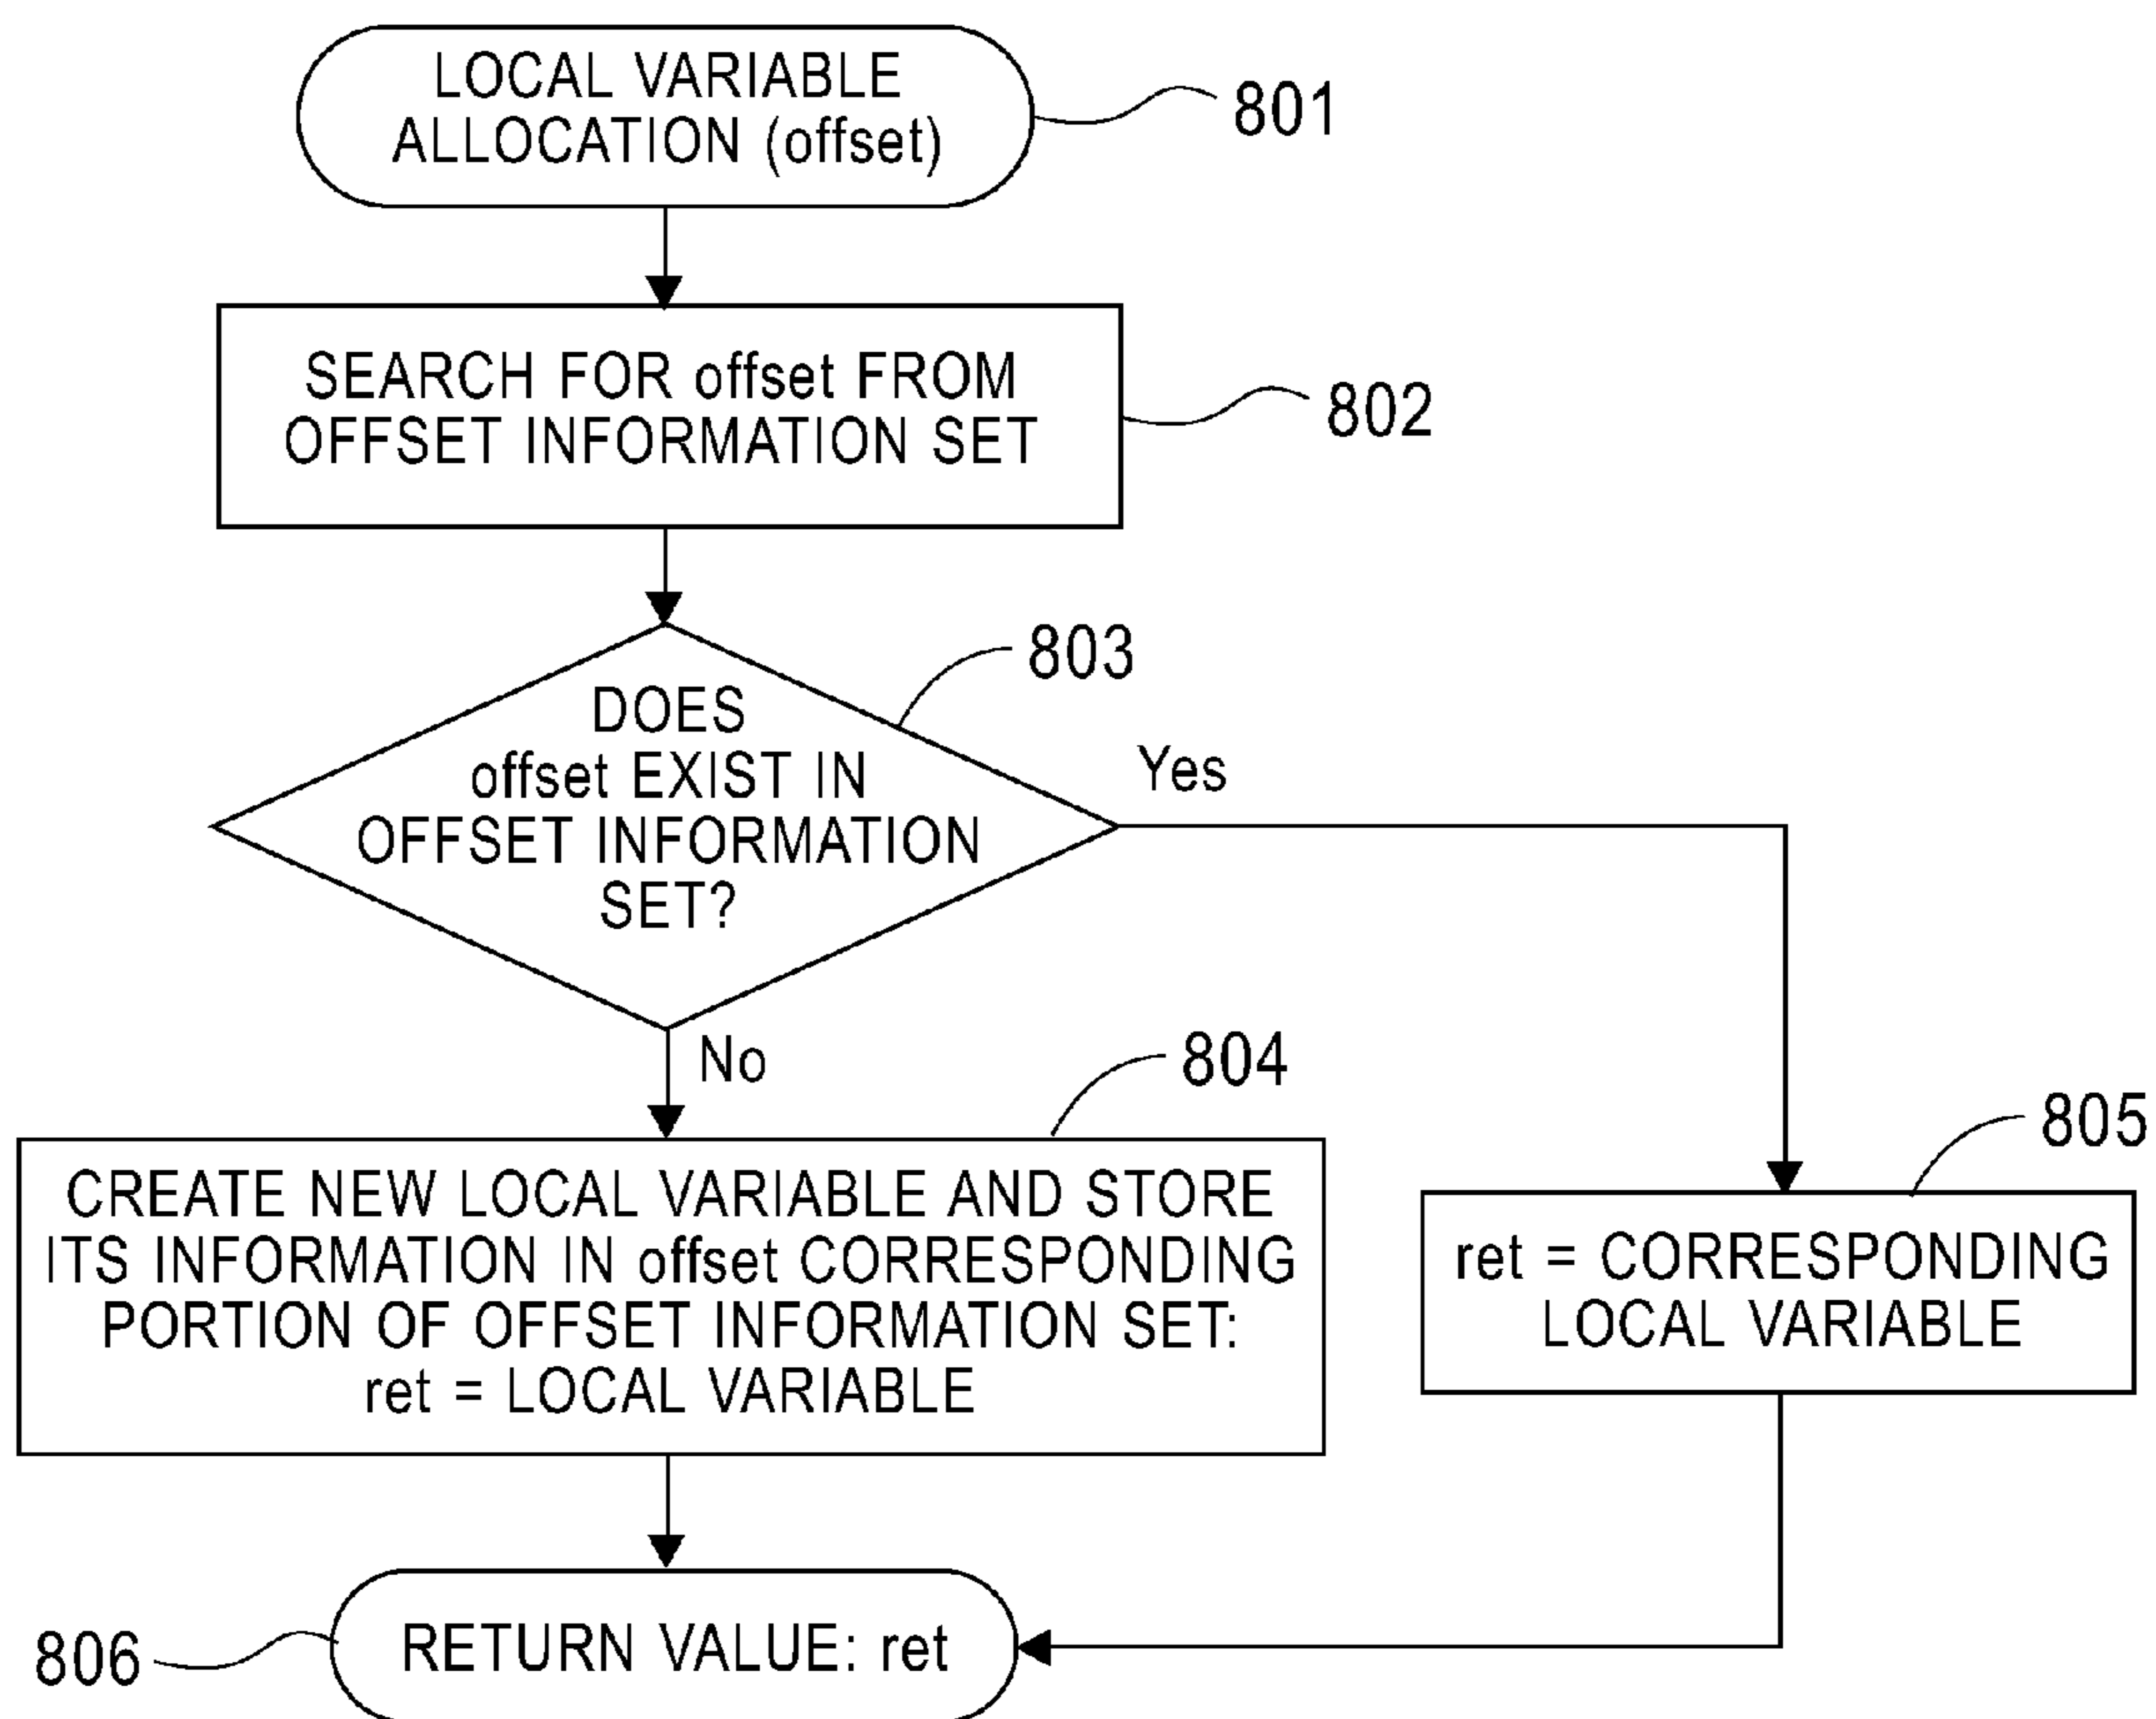 LOCAL VARIABLE
ALLOCATION (offset)
801
SEARCH FOR offset FROM
OFFSET INFORMATION SET
802
803
DOES
offset EXIST IN
OFFSET INFORMATION
SET?
Yes
No
804
CREATE NEW LOCAL VARIABLE AND STORE
ITS INFORMATION IN offset CORRESPONDING
PORTION OF OFFSET INFORMATION SET:
ret = LOCAL VARIABLE
805
ret = CORRESPONDING
LOCAL VARIABLE
806
RETURN VALUE: ret